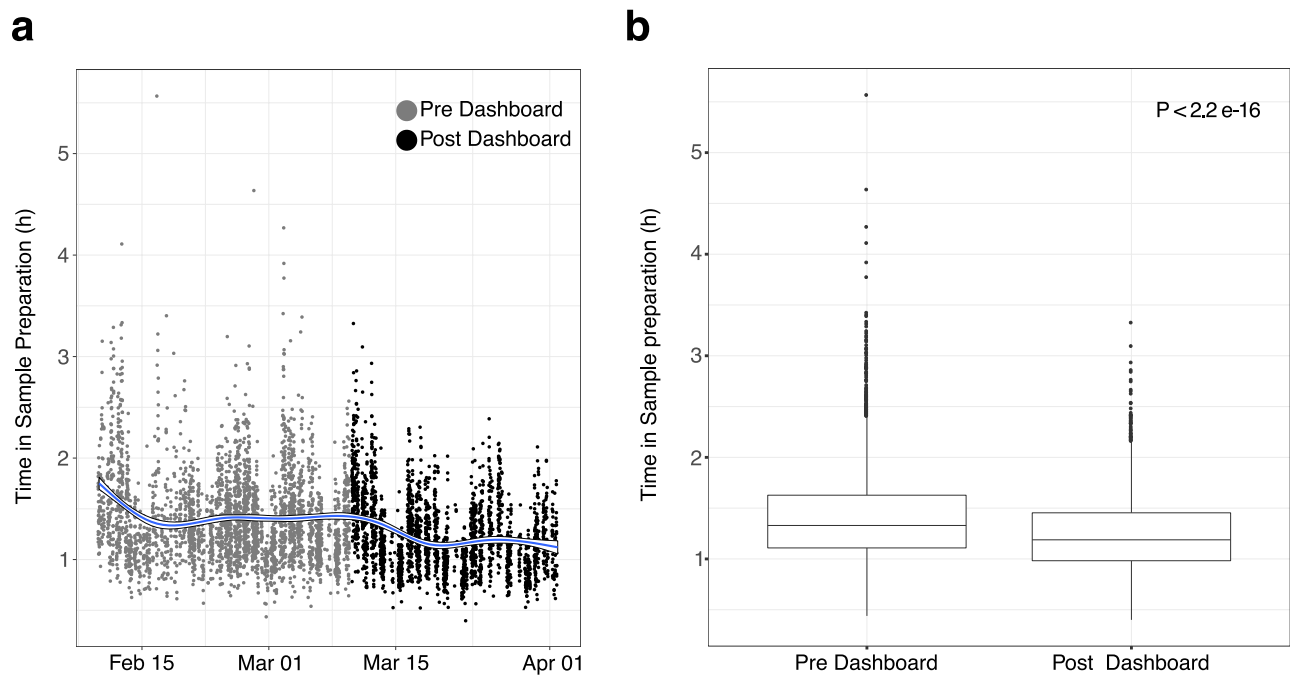 a
Pre Dashboard
Post Dashboard
5
4
3
2
1
Time in Sample Preparation (h)
Feb 15 Mar 01 Mar 15 Apr 01
b
P < 2.2 e-16
5
4
3
2
1
Time in Sample preparation (h)
Pre Dashboard Post Dashboard